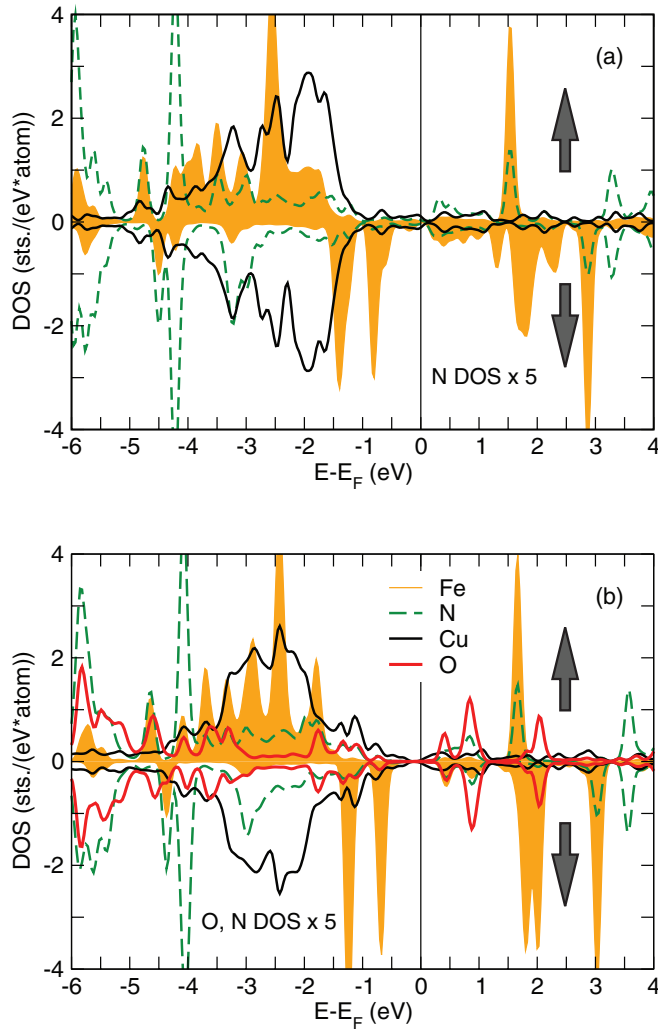 4
(a)
2
DOS (sts./(eV*atom))
0
-2
N DOS x 5
-4
-6 -5 -4 -3 -2 -1 0 1 2 3 4
E-E_F (eV)
4
(b)
Fe
N
2
Cu
O
DOS (sts./(eV*atom))
0
-2
O, N DOS x 5
-4
-6 -5 -4 -3 -2 -1 0 1 2 3 4
E-E_F (eV)